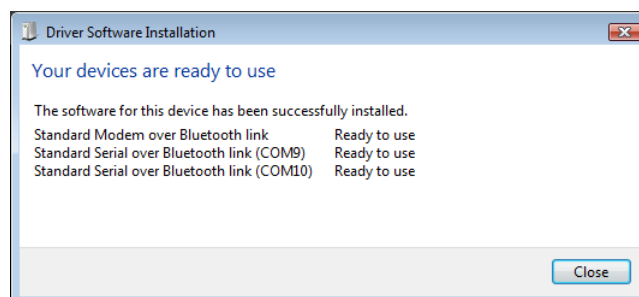 Driver Software Installation
Your devices are ready to use
The software for this device has been successfully installed.
Standard Modem over Bluetooth link Ready to use
Standard Serial over Bluetooth link (COM9) Ready to use
Standard Serial over Bluetooth link (COM10) Ready to use
Close